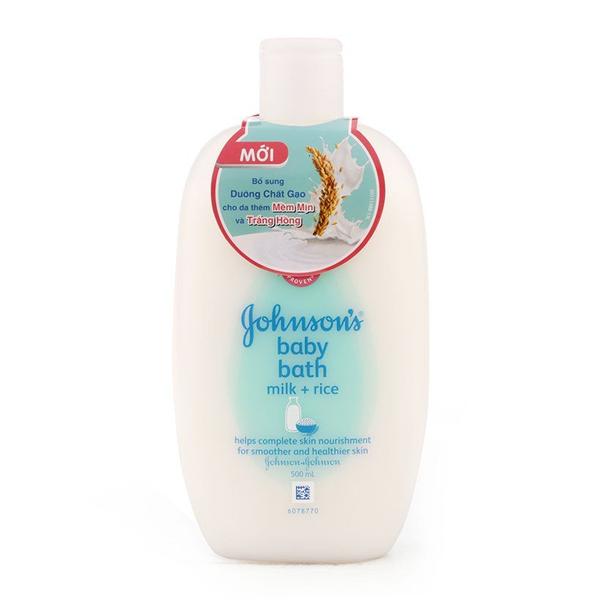 MỚI
Bổ sung
Dưỡng Chất Gạo
cho da thêm Mềm Mịn
và Trắng Hồng
PROVEN
Johnson's®
baby
bath
milk + rice
helps complete skin nourishment
for smoother and healthier skin
Johnson+Johnson
500 mL
6078770